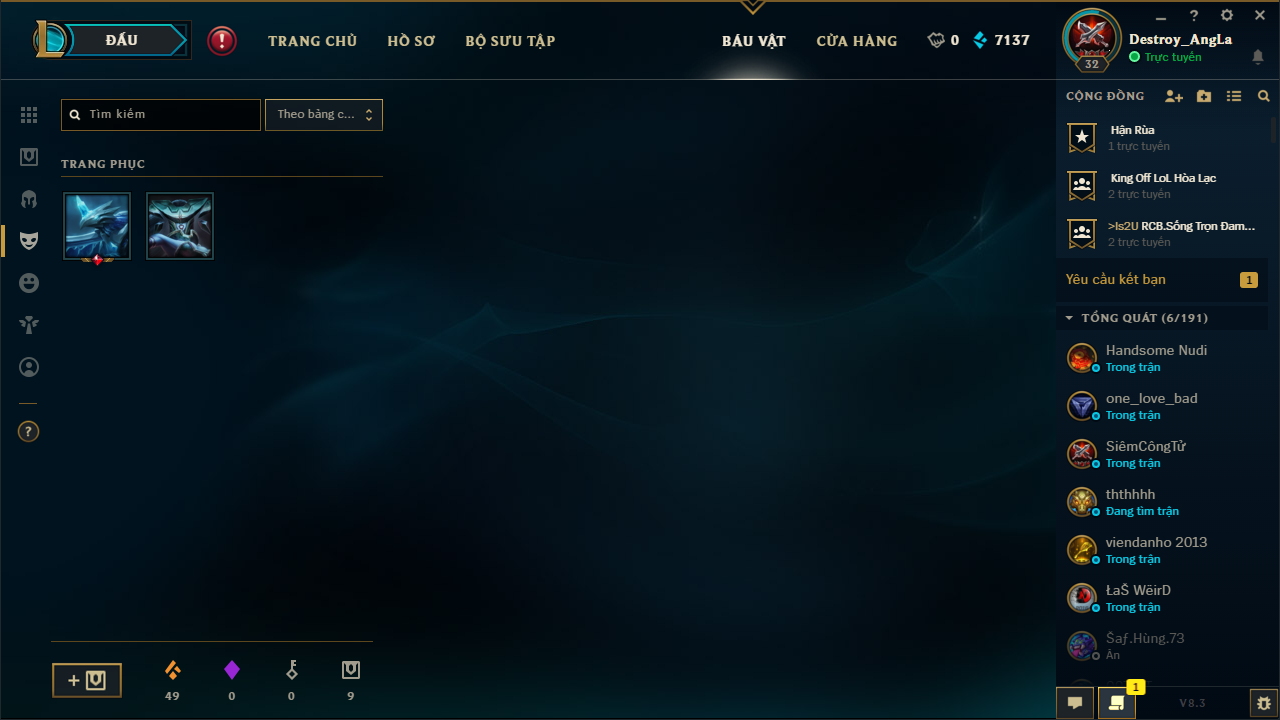 ĐẤU
!
TRANG CHỦ
HỒ SƠ
BỘ SƯU TẬP
BÁU VẬT
CỬA HÀNG
0
7137
?
32
Destroy_AngLa
Trực tuyến
Tìm kiếm
Theo bảng c...
TRANG PHỤC
?
49
0
0
9
CỘNG ĐỒNG
Hận Rùa
1 trực tuyến
King Off LoL Hòa Lạc
2 trực tuyến
>Is2U RCB.Sống Trọn Đam...
2 trực tuyến
Yêu cầu kết bạn
1
TỔNG QUÁT (6/191)
Handsome Nudi
Trong trận
one_love_bad
Trong trận
SiêmCôngTử
Trong trận
thththhh
Đang tìm trận
viendanho 2013
Trong trận
ŁaŠ WëirD
Trong trận
Šaƒ.Hùng.73
Ẩn
1
V8.3